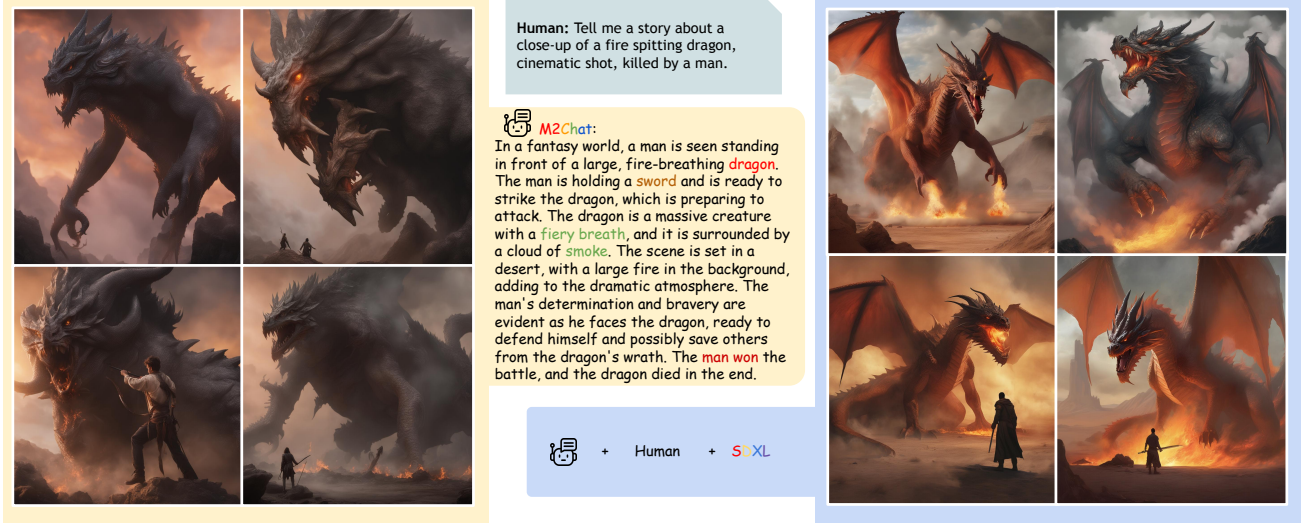 Human: Tell me a story about a
close-up of a fire spitting dragon,
cinematic shot, killed by a man.
M2Chat:
In a fantasy world, a man is seen standing
in front of a large, fire-breathing dragon.
The man is holding a sword and is ready to
strike the dragon, which is preparing to
attack. The dragon is a massive creature
with a fiery breath, and it is surrounded by
a cloud of smoke. The scene is set in a
desert, with a large fire in the background,
adding to the dramatic atmosphere. The
man's determination and bravery are
evident as he faces the dragon, ready to
defend himself and possibly save others
from the dragon's wrath. The man won the
battle, and the dragon died in the end.
+ Human + SDXL